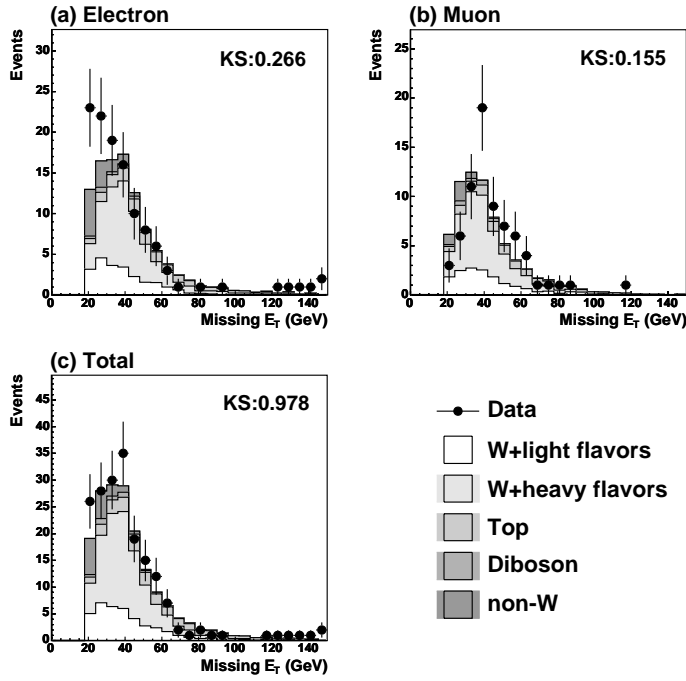 (a) Electron
Events
30
25
20
15
10
5
0
KS:0.266
0 20 40 60 80 100 120 140
Missing E_T (GeV)
(b) Muon
Events
25
20
15
10
5
0
KS:0.155
0 20 40 60 80 100 120 140
Missing E_T (GeV)
(c) Total
Events
45
40
35
30
25
20
15
10
5
0
KS:0.978
0 20 40 60 80 100 120 140
Missing E_T (GeV)
Data
W+light flavors
W+heavy flavors
Top
Diboson
non-W